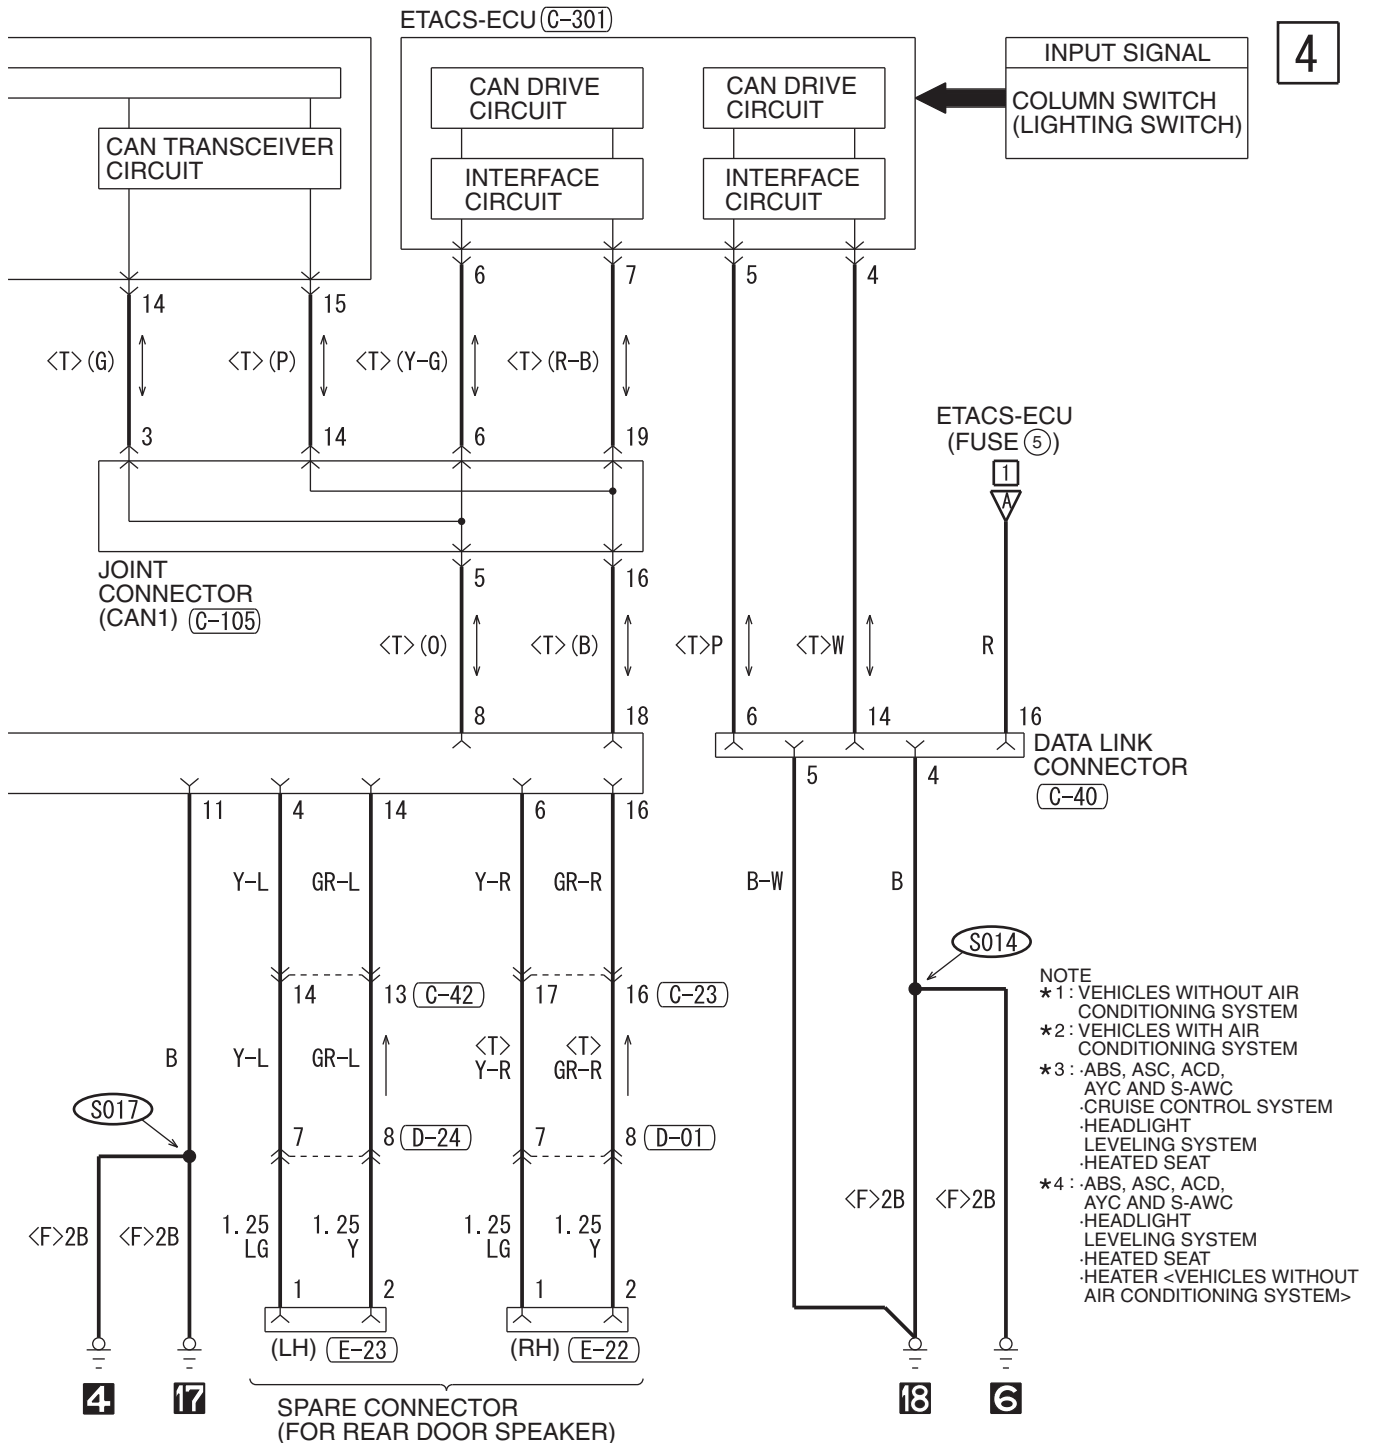 ETACS-ECU C-301
4
CAN DRIVE
CIRCUIT
CAN DRIVE
CIRCUIT
INPUT SIGNAL
COLUMN SWITCH
(LIGHTING SWITCH)
CAN TRANSCEIVER
CIRCUIT
INTERFACE
CIRCUIT
INTERFACE
CIRCUIT
6 7 5 4
14 15
<T>(G) <T>(P) <T>(Y-G) <T>(R-B)
ETACS-ECU
(FUSE 5)
3 14 6 19
1
A
JOINT
CONNECTOR
(CAN1) C-105
5 16
<T>(O) <T>(B) <T>P <T>W R
8 18 6 14 16
DATA LINK
CONNECTOR
C-40
5 4
11 4 14 6 16
Y-L GR-L Y-R GR-R B-W B
S014
14 13 C-42 17 16 C-23
NOTE
*1: VEHICLES WITHOUT AIR
CONDITIONING SYSTEM
*2: VEHICLES WITH AIR
CONDITIONING SYSTEM
*3: ·ABS, ASC, ACD,
AYC AND S-AWC
·CRUISE CONTROL SYSTEM
·HEADLIGHT
LEVELING SYSTEM
·HEATED SEAT
*4: ·ABS, ASC, ACD,
AYC AND S-AWC
·HEADLIGHT
LEVELING SYSTEM
·HEATED SEAT
·HEATER <VEHICLES WITHOUT
AIR CONDITIONING SYSTEM>
B Y-L GR-L <T> Y-R <T> GR-R
S017
7 8 D-24 7 8 D-01
<F>2B <F>2B 1.25 LG 1.25 Y 1.25 LG 1.25 Y <F>2B <F>2B
1 2 1 2
(LH) E-23 (RH) E-22
4 17 18 6
SPARE CONNECTOR
(FOR REAR DOOR SPEAKER)